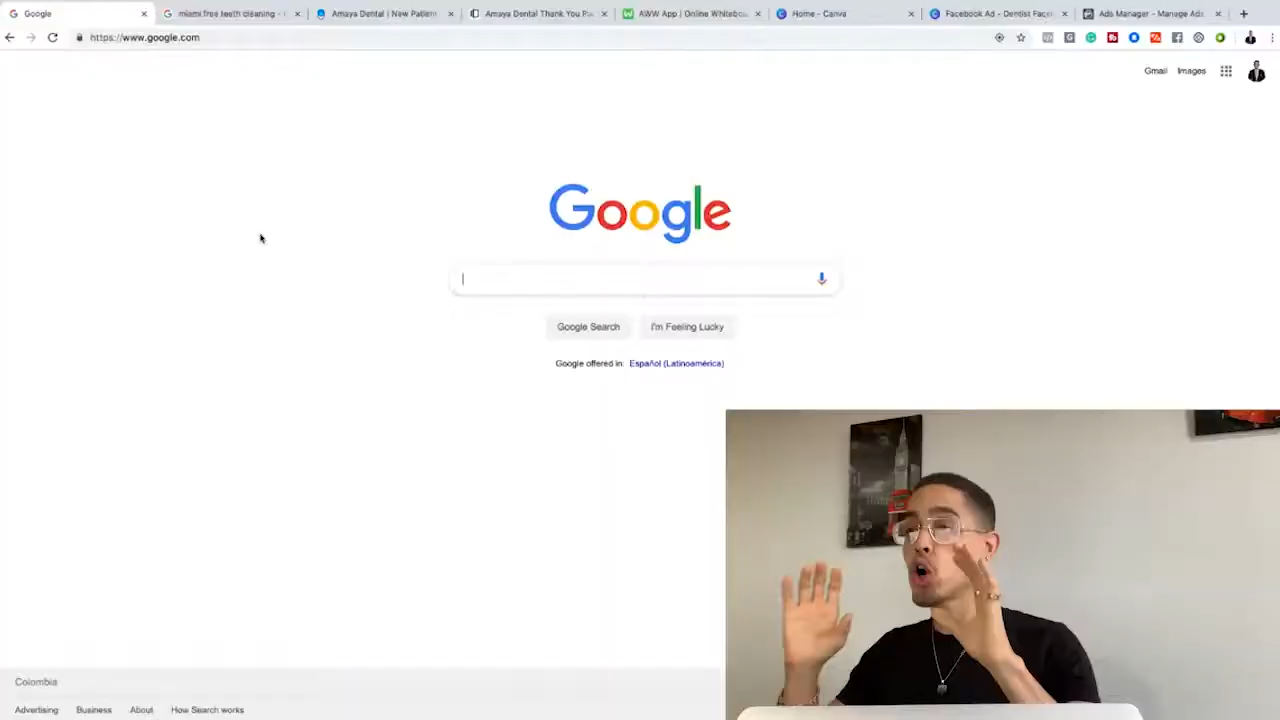 Google
miami free teeth cleaning -
Amaya Dental | New Patient
Amaya Dental Thank You Pa
AWW App | Online Whiteboa
Home - Canva
Facebook Ad - Dentist Face
Ads Manager - Manage Ads
https://www.google.com
Gmail Images
Google
Google Search I'm Feeling Lucky
Google offered in: Español (Latinoamérica)
Colombia
Advertising Business About How Search works